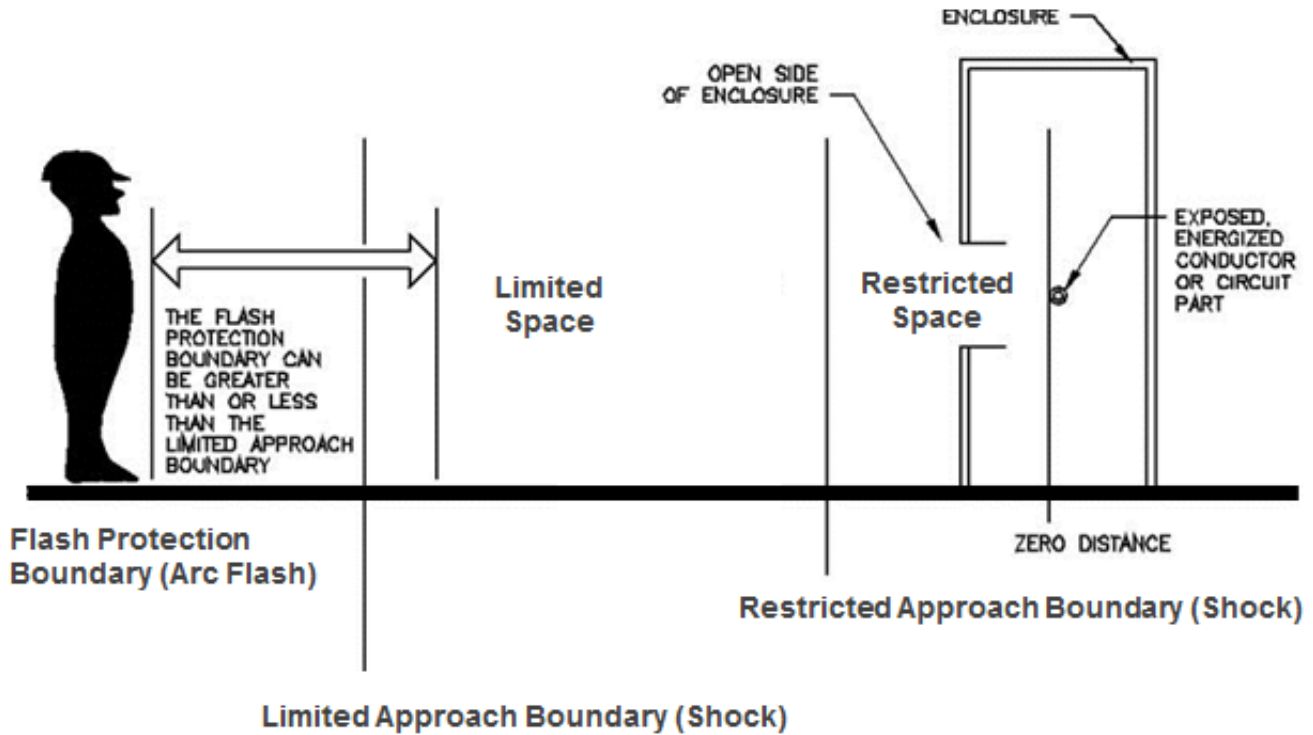 ENCLOSURE
OPEN SIDE
OF ENCLOSURE
EXPOSED,
ENERGIZED
CONDUCTOR
OR CIRCUIT
PART
Limited
Space
Restricted
Space
THE FLASH
PROTECTION
BOUNDARY CAN
BE GREATER
THAN OR LESS
THAN THE
LIMITED APPROACH
BOUNDARY
Flash Protection
Boundary (Arc Flash)
ZERO DISTANCE
Restricted Approach Boundary (Shock)
Limited Approach Boundary (Shock)